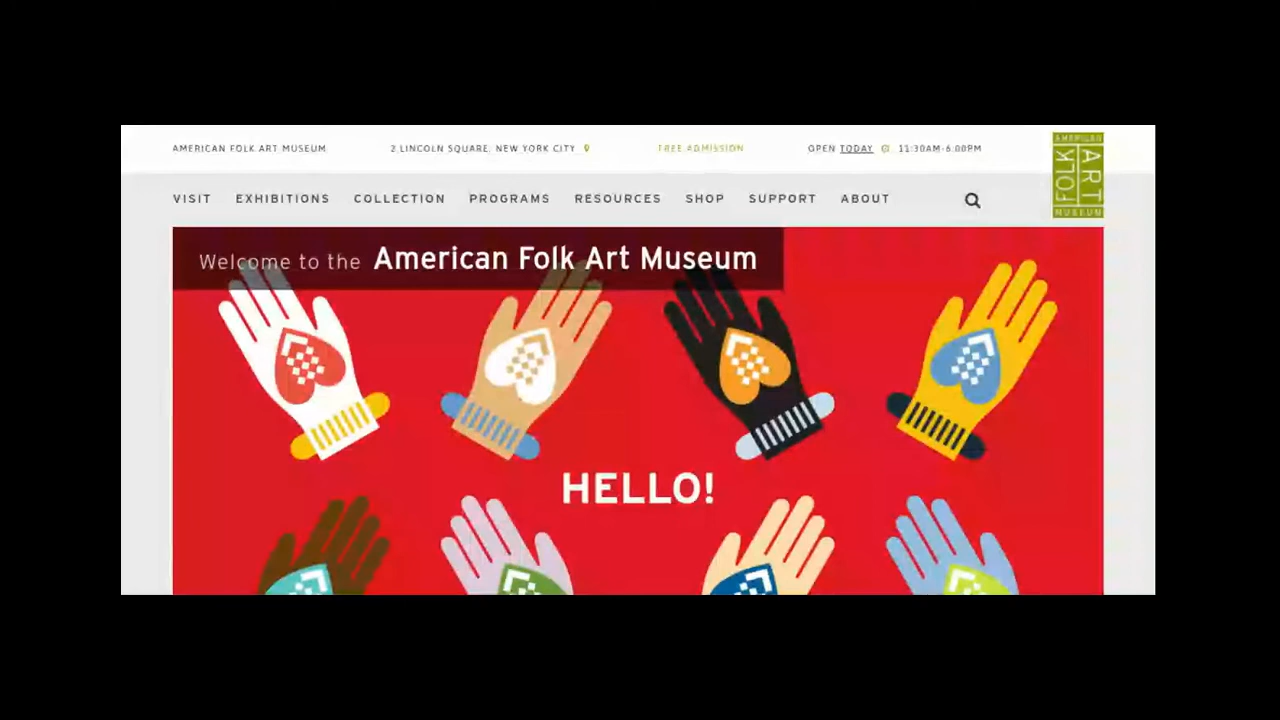 AMERICAN FOLK ART MUSEUM 2 LINCOLN SQUARE, NEW YORK CITY FREE ADMISSION OPEN TODAY 11:30AM-6:00PM
AMERICAN
FOLK ART
MUSEUM
VISIT EXHIBITIONS COLLECTION PROGRAMS RESOURCES SHOP SUPPORT ABOUT
Welcome to the American Folk Art Museum
HELLO!